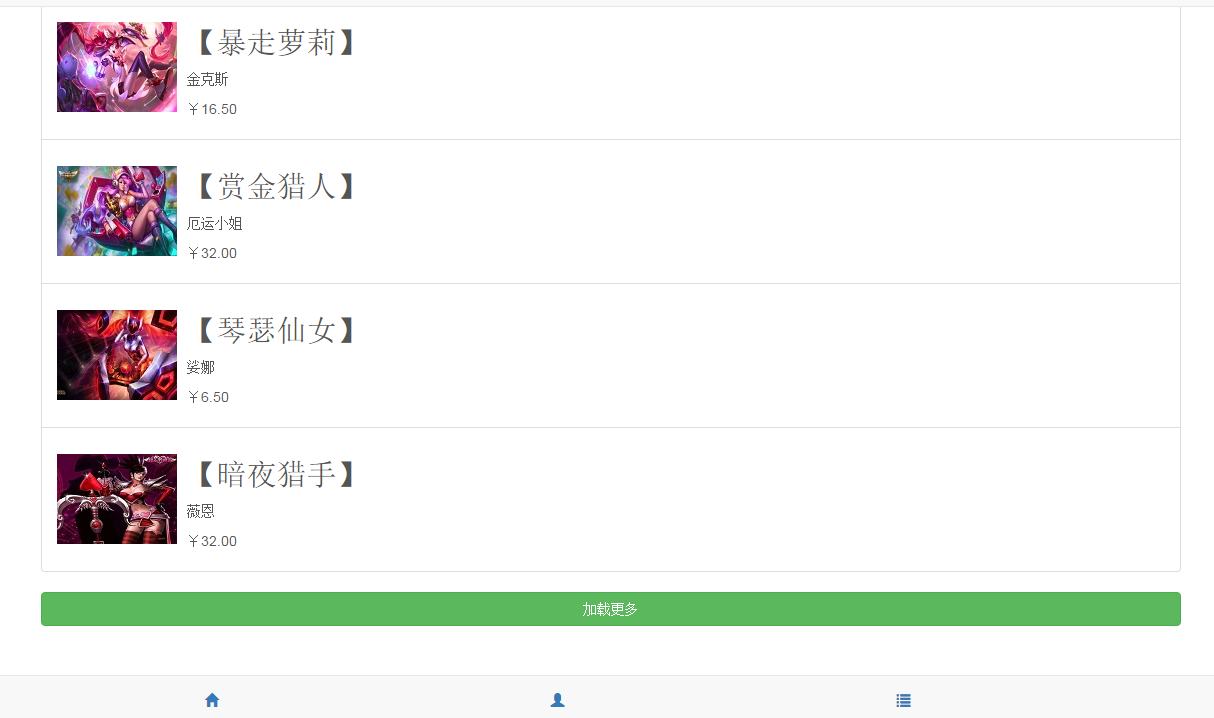 【暴走萝莉】
金克斯
￥16.50
【赏金猎人】
厄运小姐
￥32.00
【琴瑟仙女】
娑娜
￥6.50
【暗夜猎手】
薇恩
￥32.00
加载更多